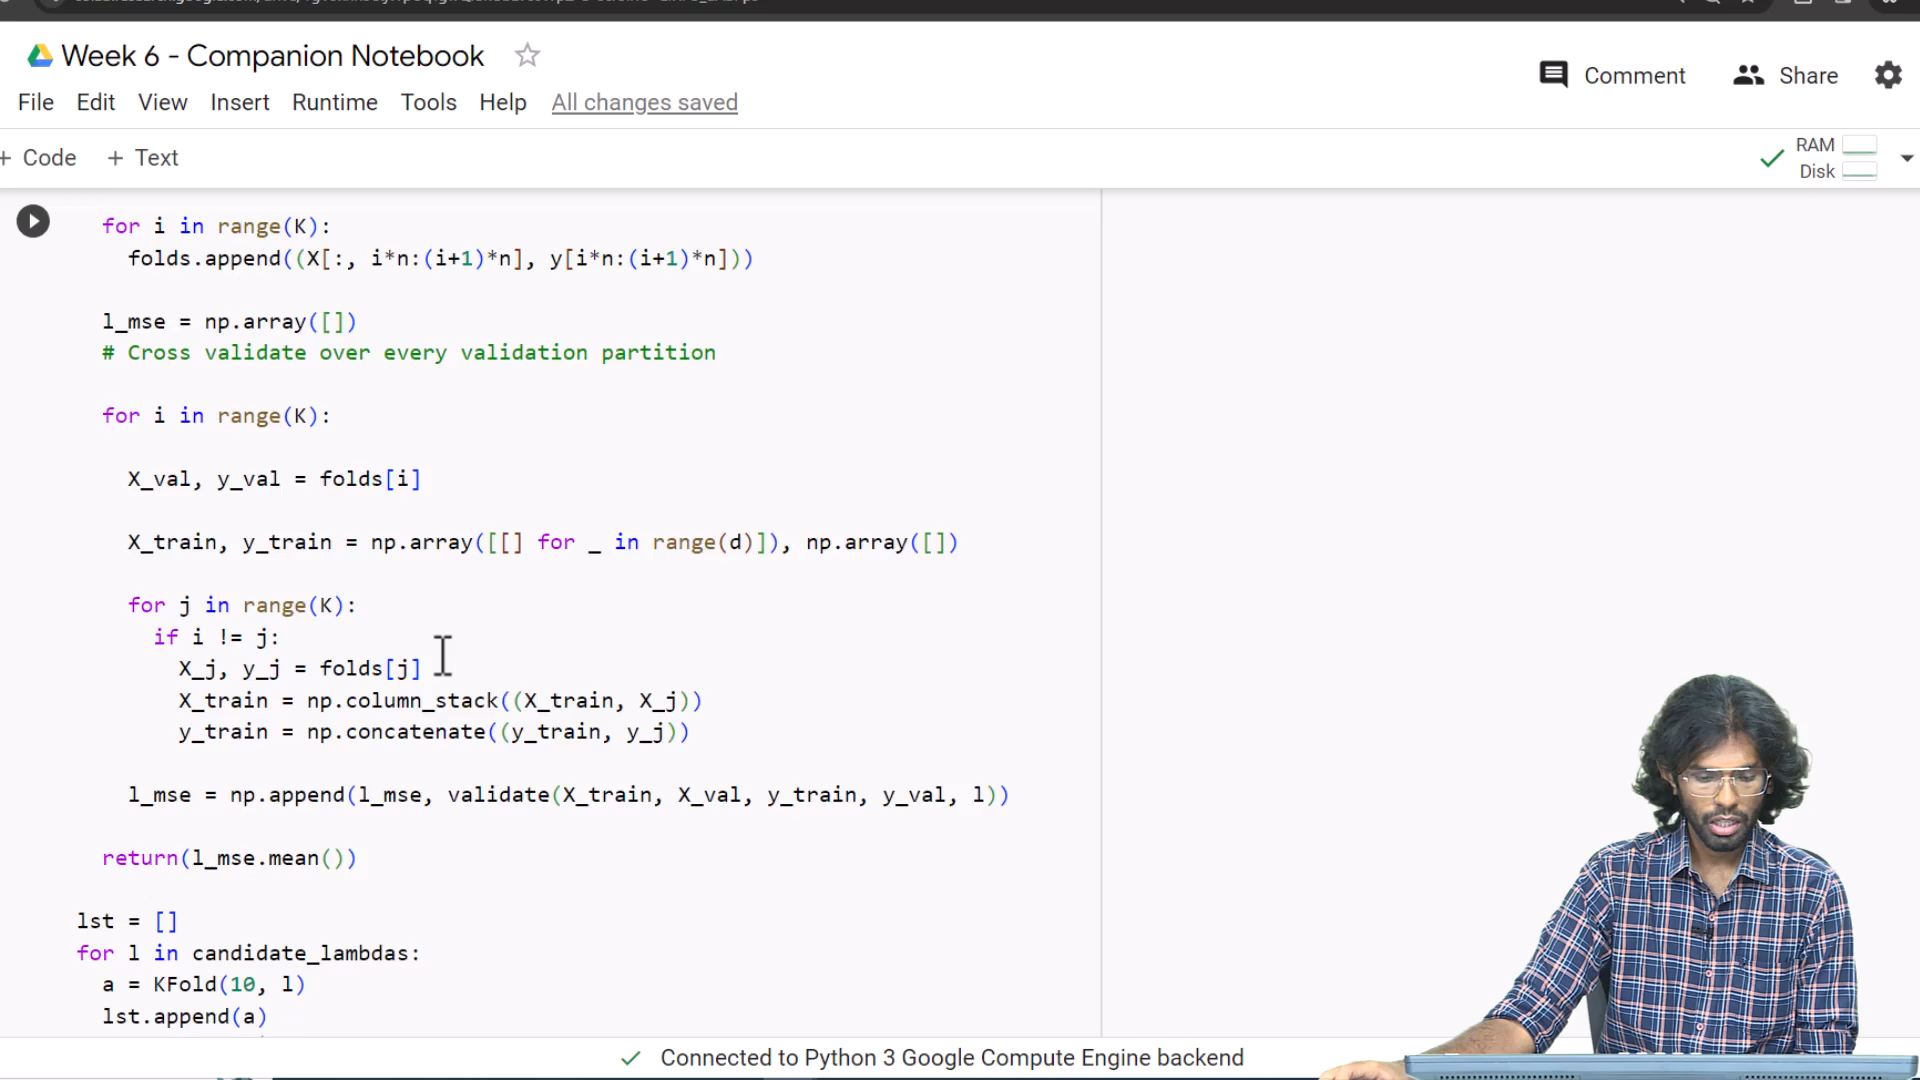 Week 6 - Companion Notebook
Comment
Share
File Edit View Insert Runtime Tools Help All changes saved
+ Code + Text
RAM
Disk
for i in range(K):
folds.append((X[:, i*n:(i+1)*n], y[i*n:(i+1)*n]))
l_mse = np.array([])
# Cross validate over every validation partition
for i in range(K):
X_val, y_val = folds[i]
X_train, y_train = np.array([[] for _ in range(d)]), np.array([])
for j in range(K):
if i != j:
X_j, y_j = folds[j]
X_train = np.column_stack((X_train, X_j))
y_train = np.concatenate((y_train, y_j))
l_mse = np.append(l_mse, validate(X_train, X_val, y_train, y_val, l))
return(l_mse.mean())
lst = []
for l in candidate_lambdas:
a = KFold(10, l)
lst.append(a)
Connected to Python 3 Google Compute Engine backend